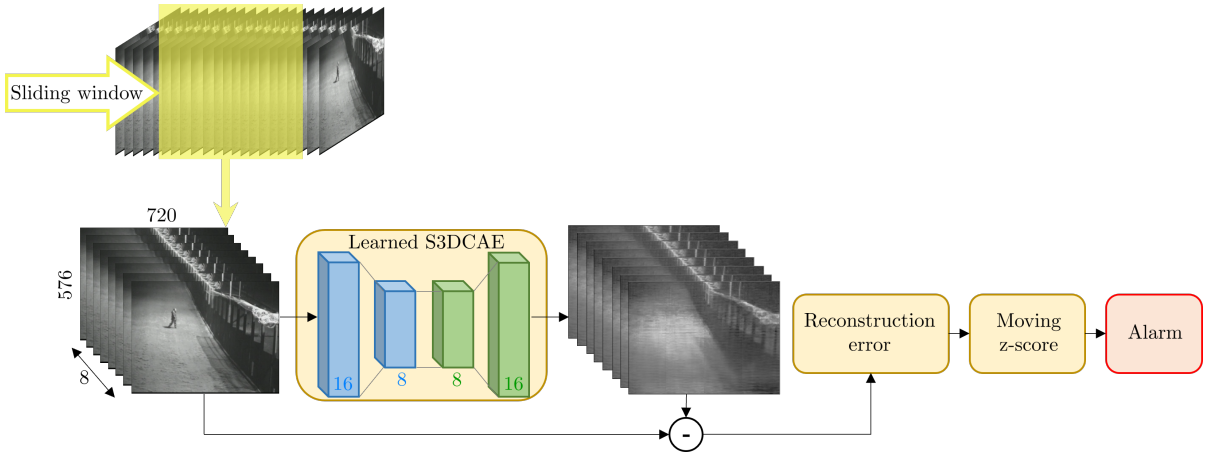 Sliding window
720
576
8
Learned S3DCAE
16
8
8
16
Reconstruction
error
Moving
z-score
Alarm
-